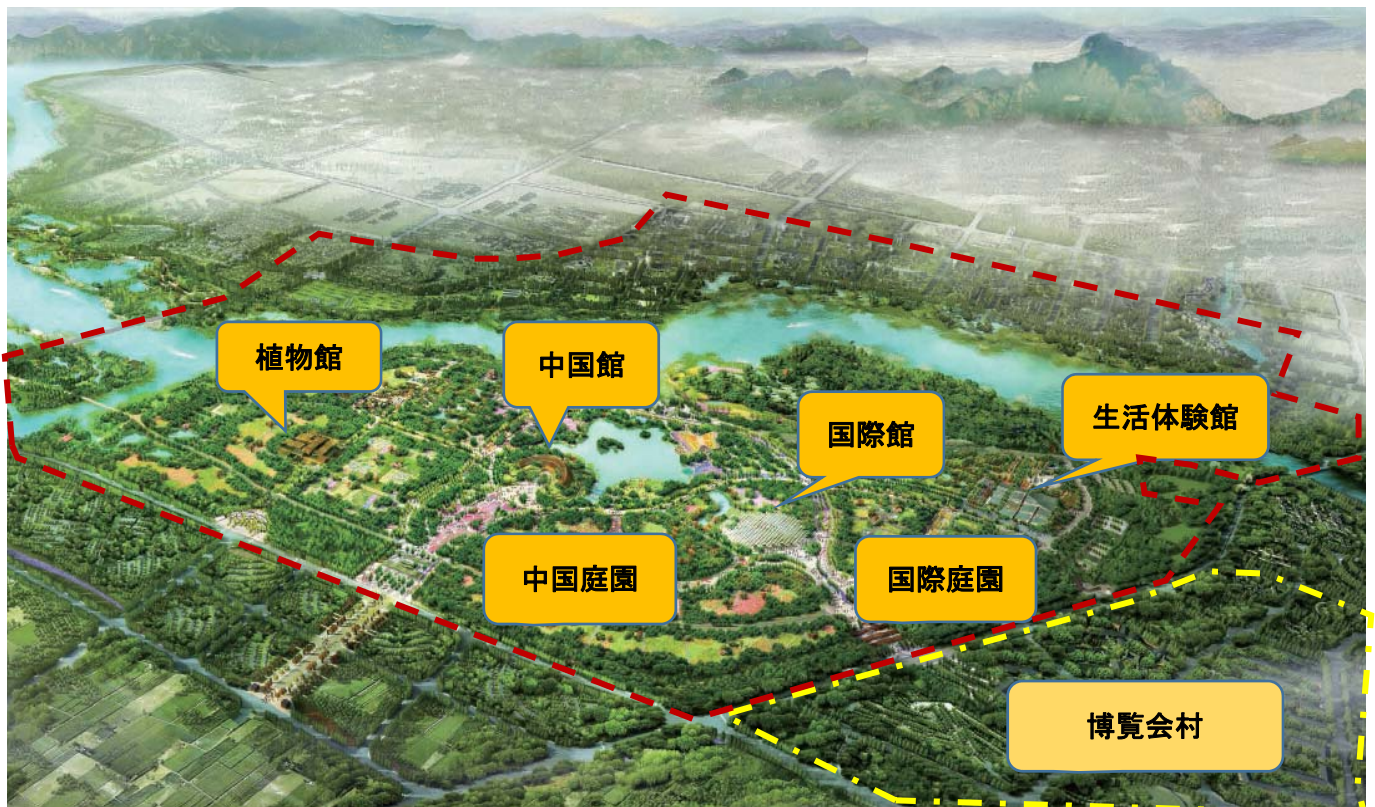 植物館
中国館
国際館
生活体験館
中国庭園
国際庭園
博覧会村